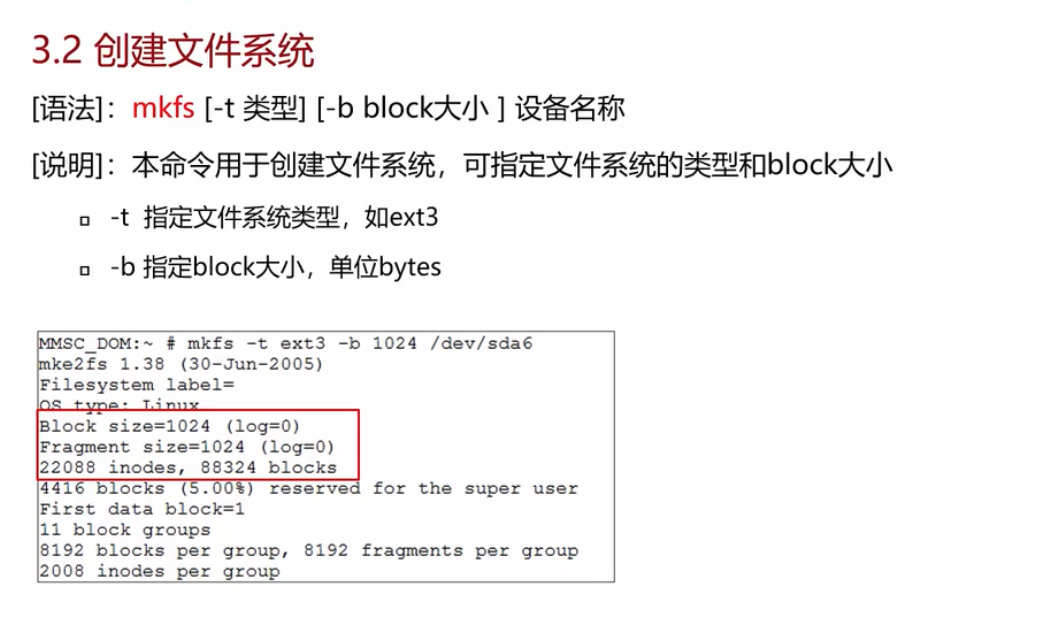 3.2 创建文件系统
[语法]：mkfs [-t 类型] [-b block大小 ] 设备名称
[说明]：本命令用于创建文件系统，可指定文件系统的类型和block大小
-t 指定文件系统类型，如ext3
-b 指定block大小，单位bytes
MMSC_DOM:~ # mkfs -t ext3 -b 1024 /dev/sda6
mke2fs 1.38 (30-Jun-2005)
Filesystem label=
OS type: Linux
Block size=1024 (log=0)
Fragment size=1024 (log=0)
22088 inodes, 88324 blocks
4416 blocks (5.00%) reserved for the super user
First data block=1
11 block groups
8192 blocks per group, 8192 fragments per group
2008 inodes per group